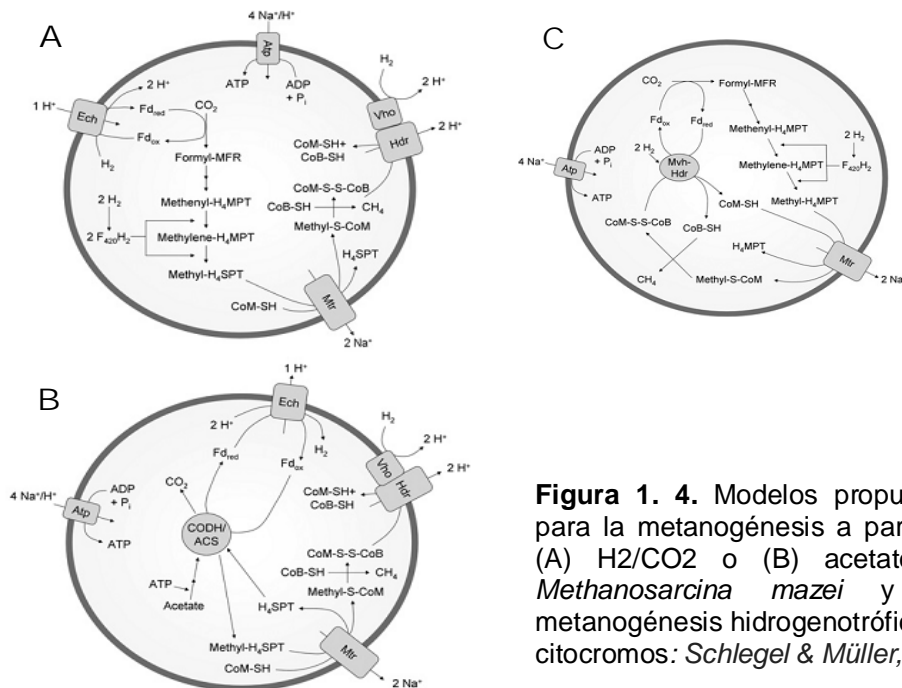 A
4 Na⁺/H⁺
Atp
ATP
ADP
+ Pᵢ
H₂
2 H⁺
Vho
Hdr
2 H⁺
1 H⁺
Ech
2 H⁺
Fd_red
Fd_ox
H₂
CO₂
Formyl-MFR
Methenyl-H₄MPT
Methylene-H₄MPT
Methyl-H₄SPT
2 H₂
2 F₄₂₀H₂
CoM-SH+
CoB-SH
CoM-S-S-CoB
CoB-SH
CH₄
Methyl-S-CoM
H₄SPT
CoM-SH
Mtr
2 Na⁺
C
CO₂
Formyl-MFR
Fd_ox
Fd_red
Methenyl-H₄MPT
2 H₂
2 H₂
Mvh-
Hdr
Methylene-H₄MPT
F₄₂₀H₂
4 Na⁺
Atp
ADP
+ Pᵢ
ATP
CoM-SH
Methyl-H₄MPT
CoM-S-S-CoB
CoB-SH
H₄MPT
Mtr
CH₄
Methyl-S-CoM
2 Na
B
1 H⁺
Ech
2 H⁺
H₂
Fd_red
Fd_ox
H₂
2 H⁺
Vho
Hdr
2 H⁺
4 Na⁺/H⁺
Atp
ADP
+ Pᵢ
ATP
CO₂
CODH/
ACS
CoM-SH+
CoB-SH
CoM-S-S-CoB
CoB-SH
CH₄
Methyl-S-CoM
ATP
Acetate
H₄SPT
Methyl-H₄SPT
CoM-SH
Mtr
2 Na⁺
Figura 1. 4. Modelos propu
para la metanogénesis a par
(A) H2/CO2 o (B) acetato
Methanosarcina mazei y
metanogénesis hidrogenotrófic
citocromos: Schlegel & Müller,